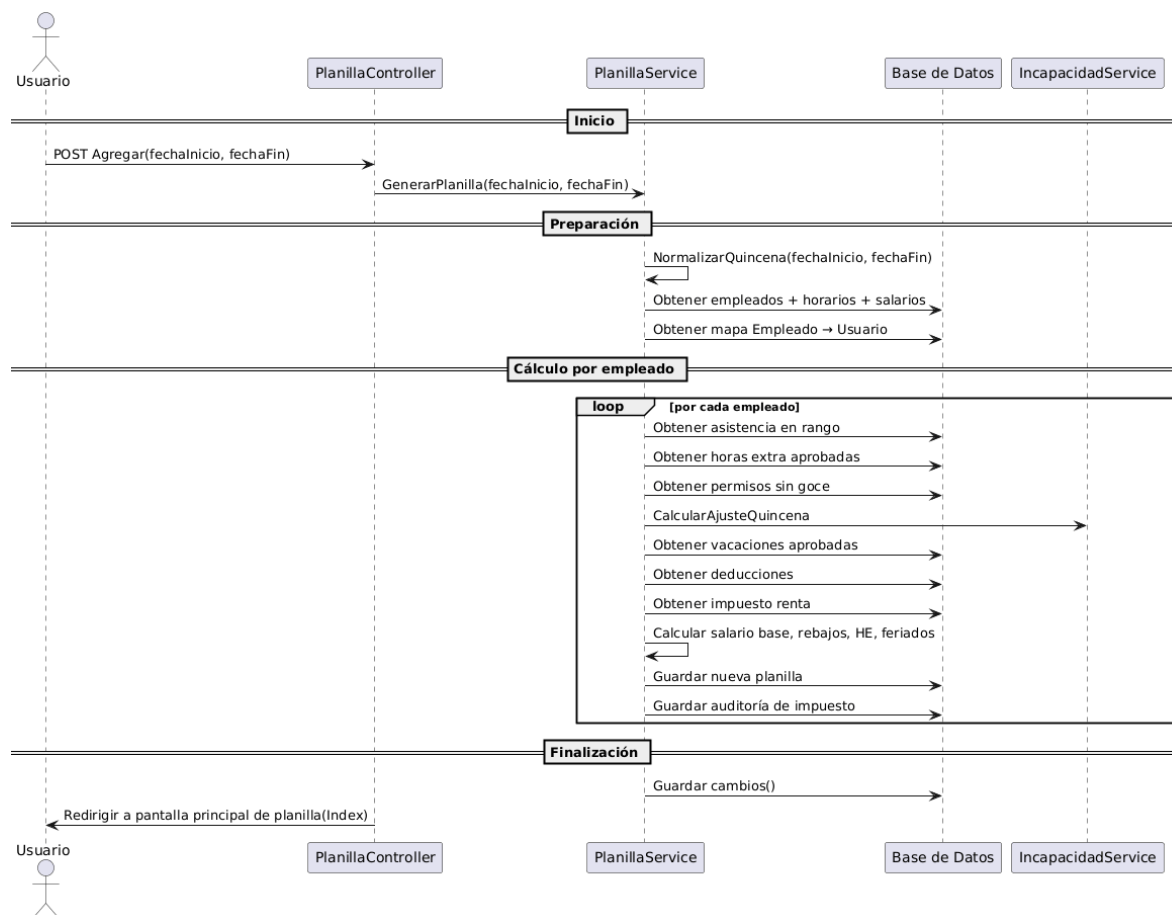 Usuario
PlanillaController
PlanillaService
Base de Datos
IncapacidadService
Inicio
POST Agregar(fechaInicio, fechaFin)
GenerarPlanilla(fechaInicio, fechaFin)
Preparación
NormalizarQuincena(fechaInicio, fechaFin)
Obtener empleados + horarios + salarios
Obtener mapa Empleado → Usuario
Cálculo por empleado
loop [por cada empleado]
Obtener asistencia en rango
Obtener horas extra aprobadas
Obtener permisos sin goce
CalcularAjusteQuincena
Obtener vacaciones aprobadas
Obtener deducciones
Obtener impuesto renta
Calcular salario base, rebajos, HE, feriados
Guardar nueva planilla
Guardar auditoría de impuesto
Finalización
Guardar cambios()
Redirigir a pantalla principal de planilla(Index)
Usuario
PlanillaController
PlanillaService
Base de Datos
IncapacidadService